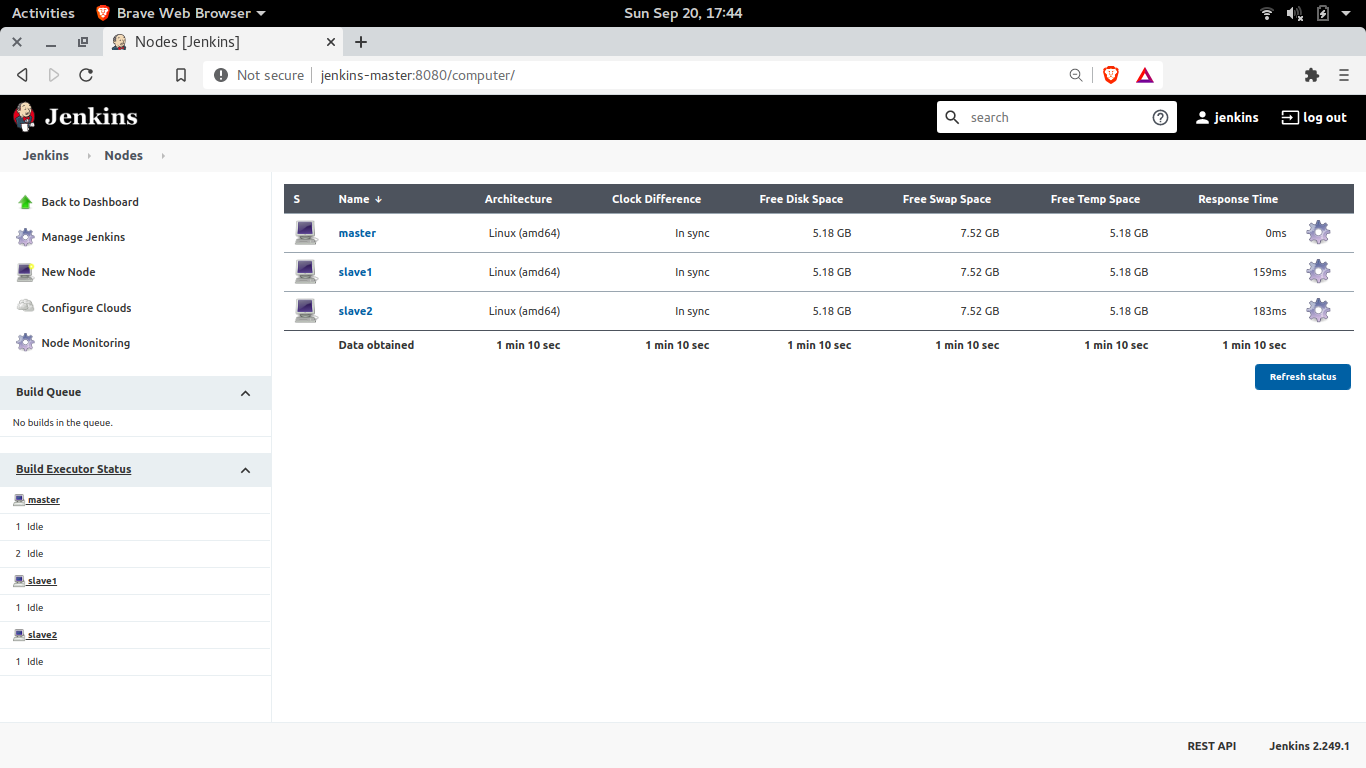 Activities Brave Web Browser Sun Sep 20, 17:44
Nodes [Jenkins]
Not secure jenkins-master:8080/computer/
Jenkins search jenkins log out
Jenkins Nodes
Back to Dashboard
Manage Jenkins
New Node
Configure Clouds
Node Monitoring
Build Queue
No builds in the queue.
Build Executor Status
master
1 Idle
2 Idle
slave1
1 Idle
slave2
1 Idle
S Name ↓ Architecture Clock Difference Free Disk Space Free Swap Space Free Temp Space Response Time
master Linux (amd64) In sync 5.18 GB 7.52 GB 5.18 GB 0ms
slave1 Linux (amd64) In sync 5.18 GB 7.52 GB 5.18 GB 159ms
slave2 Linux (amd64) In sync 5.18 GB 7.52 GB 5.18 GB 183ms
Data obtained 1 min 10 sec 1 min 10 sec 1 min 10 sec 1 min 10 sec 1 min 10 sec 1 min 10 sec
Refresh status
REST API Jenkins 2.249.1